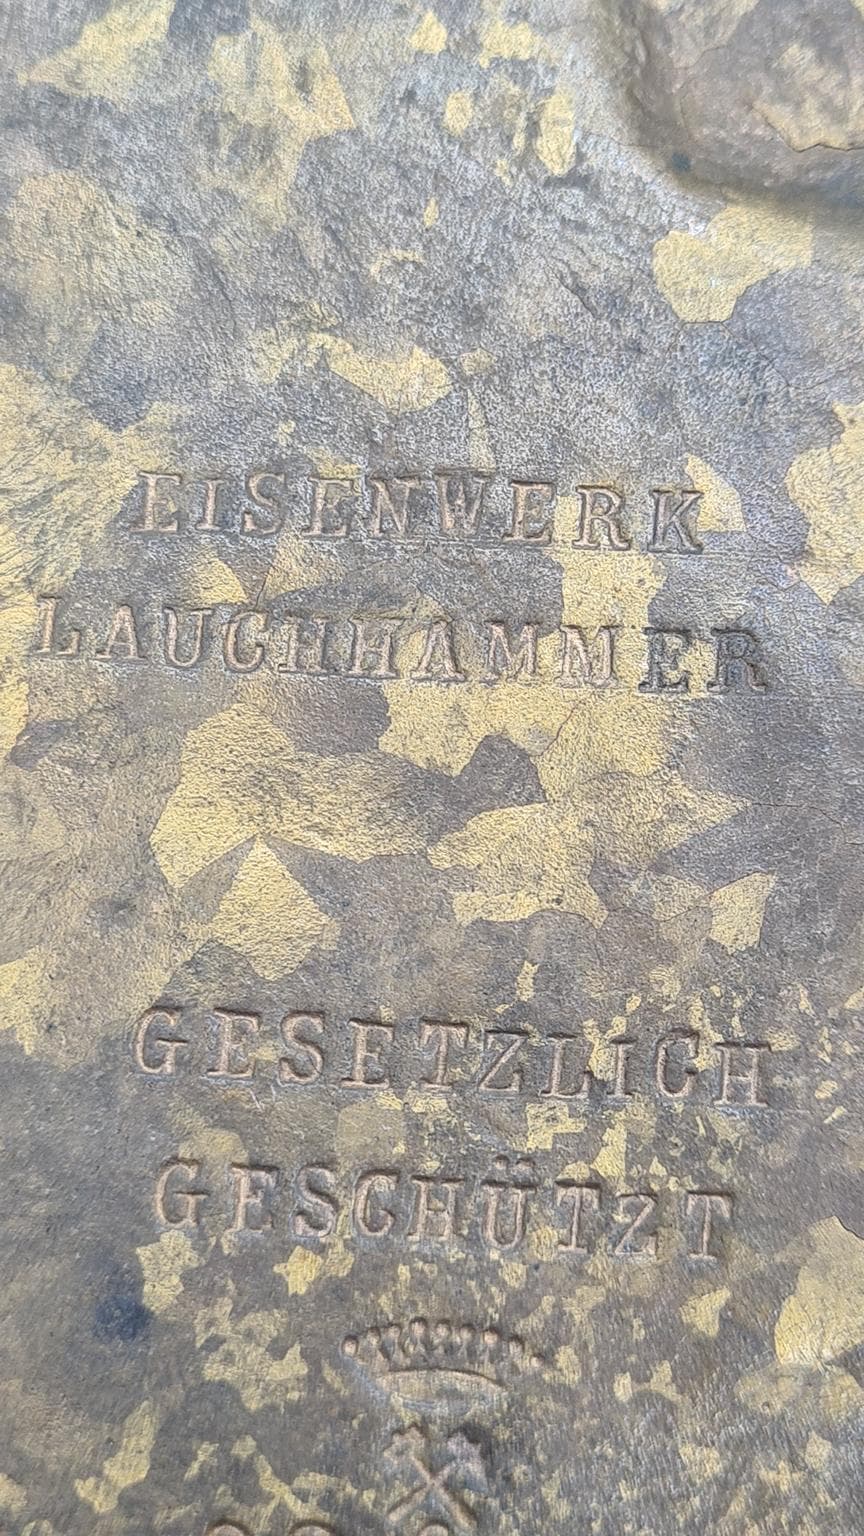 EISENWERK
LAUCHHAMMER
GESETZLICH
GESCHÜTZT